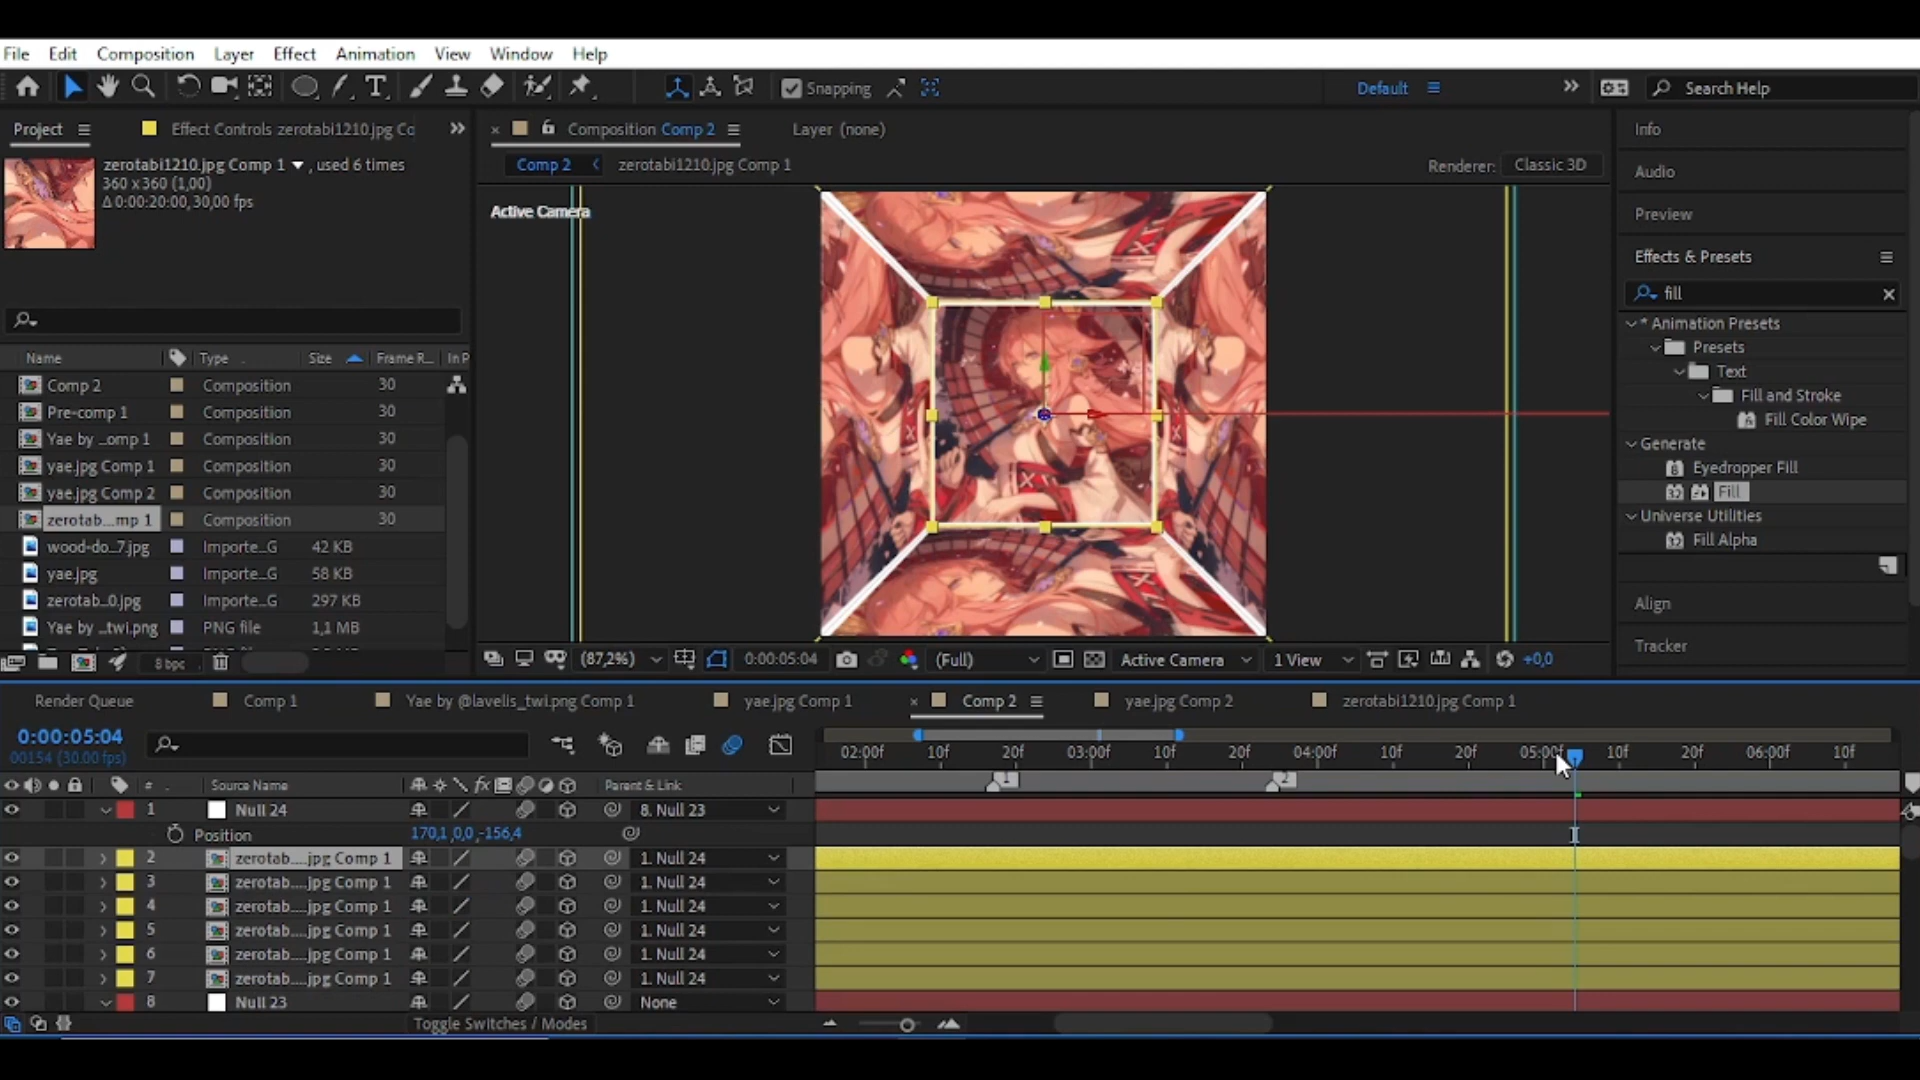 File Edit Composition Layer Effect Animation View Window Help
Snapping
Default
Search Help
Project
Effect Controls zerotabi1210.jpg Co
zerotabi1210.jpg Comp 1 , used 6 times
360 x 360 (1,00)
Δ 0:00:20:00, 30,00 fps
Name Type Size Frame R... In P
Comp 2 Composition 30
Pre-comp 1 Composition 30
Yae by ...omp 1 Composition 30
yae.jpg Comp 1 Composition 30
yae.jpg Comp 2 Composition 30
zerotab...mp 1 Composition 30
wood-do...7.jpg Importe...G 42 KB
yae.jpg Importe...G 58 KB
zerotab...0.jpg Importe...G 297 KB
Yae by ...twi.png PNG file 1,1 MB
8 bpc
Composition Comp 2
Layer (none)
Comp 2 zerotabi1210.jpg Comp 1
Renderer: Classic 3D
Active Camera
(87,2%) 0:00:05:04 (Full) Active Camera 1 View +0,0
Info
Audio
Preview
Effects & Presets
fill
* Animation Presets
Presets
Text
Fill and Stroke
Fill Color Wipe
Generate
Eyedropper Fill
Fill
Universe Utilities
Fill Alpha
Align
Tracker
Render Queue Comp 1 Yae by @lavelis_twi.png Comp 1 yae.jpg Comp 1 Comp 2 yae.jpg Comp 2 zerotabi1210.jpg Comp 1
0:00:05:04
00154 (30.00 fps)
02:00f 10f 20f 03:00f 10f 20f 04:00f 10f 20f 05:00f 10f 20f 06:00f 10f
# Source Name fx Parent & Link
1 2
1 Null 24 8. Null 23
Position 170,1 ,0,0 ,-156,4
2 zerotab....jpg Comp 1 1. Null 24
3 zerotab....jpg Comp 1 1. Null 24
4 zerotab....jpg Comp 1 1. Null 24
5 zerotab....jpg Comp 1 1. Null 24
6 zerotab....jpg Comp 1 1. Null 24
7 zerotab....jpg Comp 1 1. Null 24
8 Null 23 None
Toggle Switches / Modes